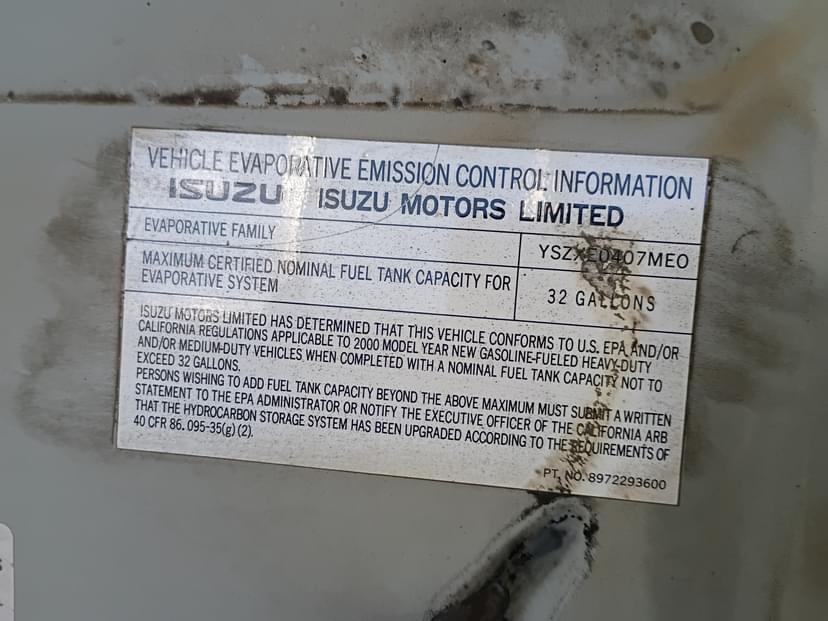 VEHICLE EVAPORATIVE EMISSION CONTROL INFORMATION
ISUZU ISUZU MOTORS LIMITED
EVAPORATIVE FAMILY
YSZXE0407MEO
MAXIMUM CERTIFIED NOMINAL FUEL TANK CAPACITY FOR
EVAPORATIVE SYSTEM
32 GALLONS
ISUZU MOTORS LIMITED HAS DETERMINED THAT THIS VEHICLE CONFORMS TO U.S. EPA AND/OR
CALIFORNIA REGULATIONS APPLICABLE TO 2000 MODEL YEAR NEW GASOLINE-FUELED HEAVY-DUTY
AND/OR MEDIUM-DUTY VEHICLES WHEN COMPLETED WITH A NOMINAL FUEL TANK CAPACITY NOT TO
EXCEED 32 GALLONS.
PERSONS WISHING TO ADD FUEL TANK CAPACITY BEYOND THE ABOVE MAXIMUM MUST SUBMIT A WRITTEN
STATEMENT TO THE EPA ADMINISTRATOR OR NOTIFY THE EXECUTIVE OFFICER OF THE CALIFORNIA ARB
THAT THE HYDROCARBON STORAGE SYSTEM HAS BEEN UPGRADED ACCORDING TO THE REQUIREMENTS OF
40 CFR 86. 095-35(g) (2).
PT. NO. 8972293600